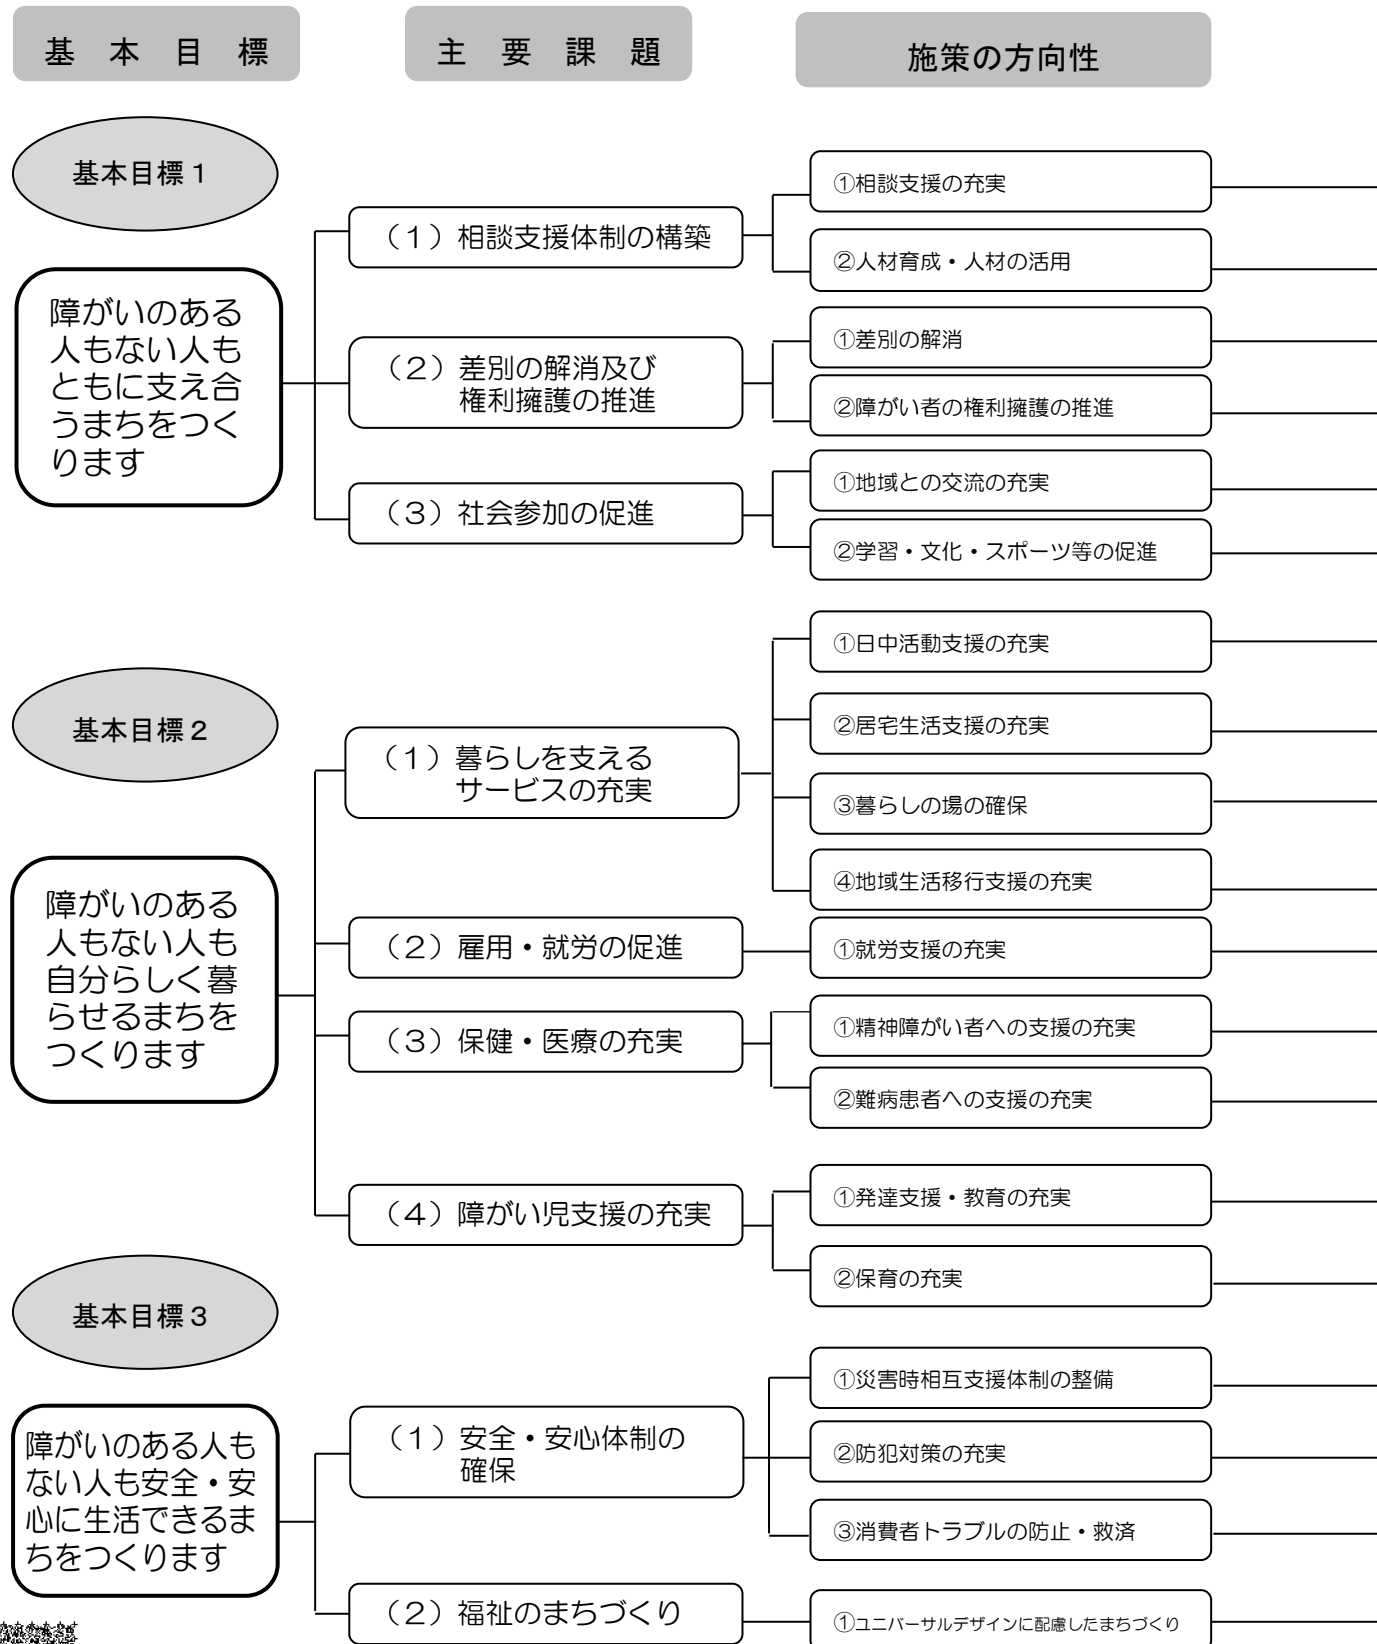 基本目標
主要課題
施策の方向性
基本目標1
障がいのある
人もない人も
ともに支え合
うまちをつく
ります
（1）相談支援体制の構築
①相談支援の充実
②人材育成・人材の活用
（2）差別の解消及び
権利擁護の推進
①差別の解消
②障がい者の権利擁護の推進
（3）社会参加の促進
①地域との交流の充実
②学習・文化・スポーツ等の促進
基本目標2
障がいのある
人もない人も
自分らしく暮
らせるまちを
つくります
（1）暮らしを支える
サービスの充実
①日中活動支援の充実
②居宅生活支援の充実
③暮らしの場の確保
④地域生活移行支援の充実
（2）雇用・就労の促進
①就労支援の充実
（3）保健・医療の充実
①精神障がい者への支援の充実
②難病患者への支援の充実
（4）障がい児支援の充実
①発達支援・教育の充実
②保育の充実
基本目標3
障がいのある人も
ない人も安全・安
心に生活できるま
ちをつくります
（1）安全・安心体制の
確保
①災害時相互支援体制の整備
②防犯対策の充実
③消費者トラブルの防止・救済
（2）福祉のまちづくり
①ユニバーサルデザインに配慮したまちづくり